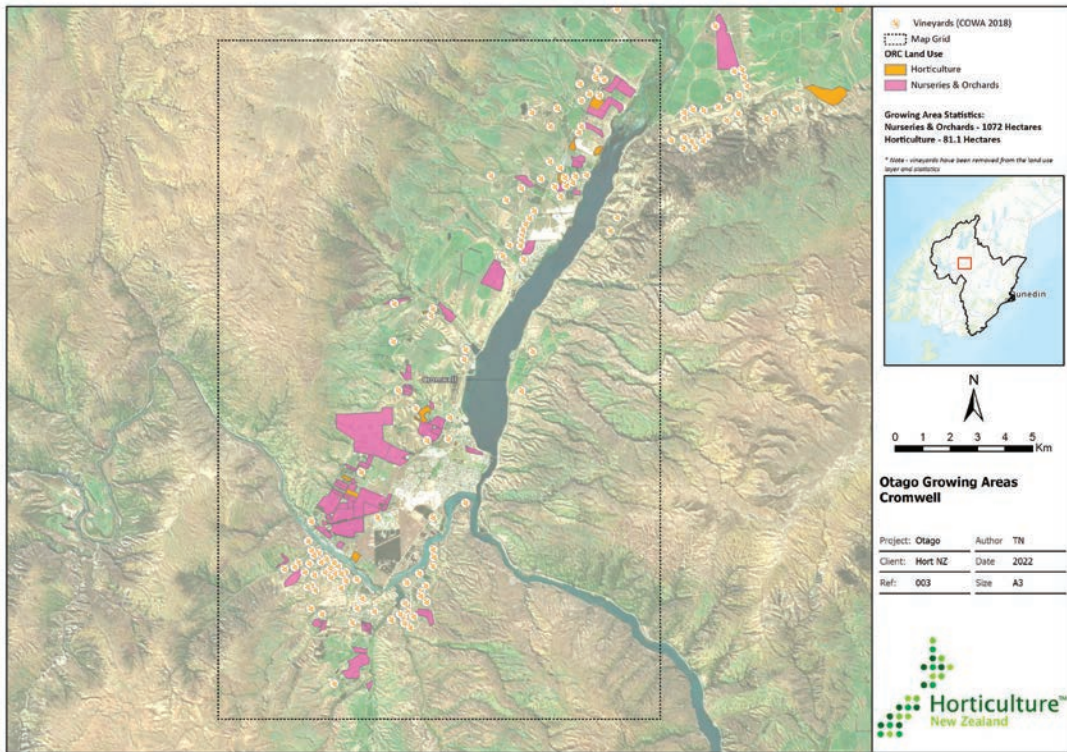 Vineyards (COWA 2018)
Map Grid
ORC Land Use
Horticulture
Nurseries & Orchards
Growing Area Statistics:
Nurseries & Orchards - 1072 Hectares
Horticulture - 81.1 Hectares
* Note - vineyards have been removed from the land use
layer and statistics
Dunedin
Cromwell
N
0 1 2 3 4 5
Km
Otago Growing Areas
Cromwell
Project: Otago Author TN
Client: Hort NZ Date 2022
Ref: 003 Size A3
Horticulture™
New Zealand